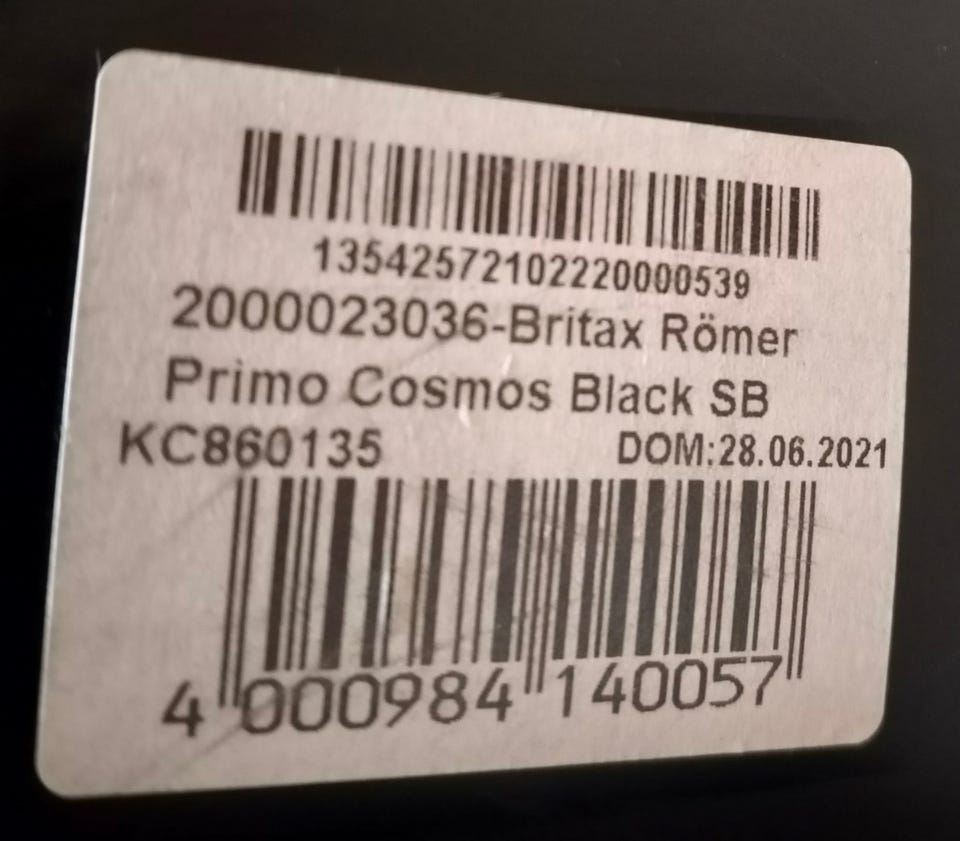 13542572102220000539
2000023036-Britax Römer
Primo Cosmos Black SB
KC860135 DOM:28.06.2021
4 000984 140057